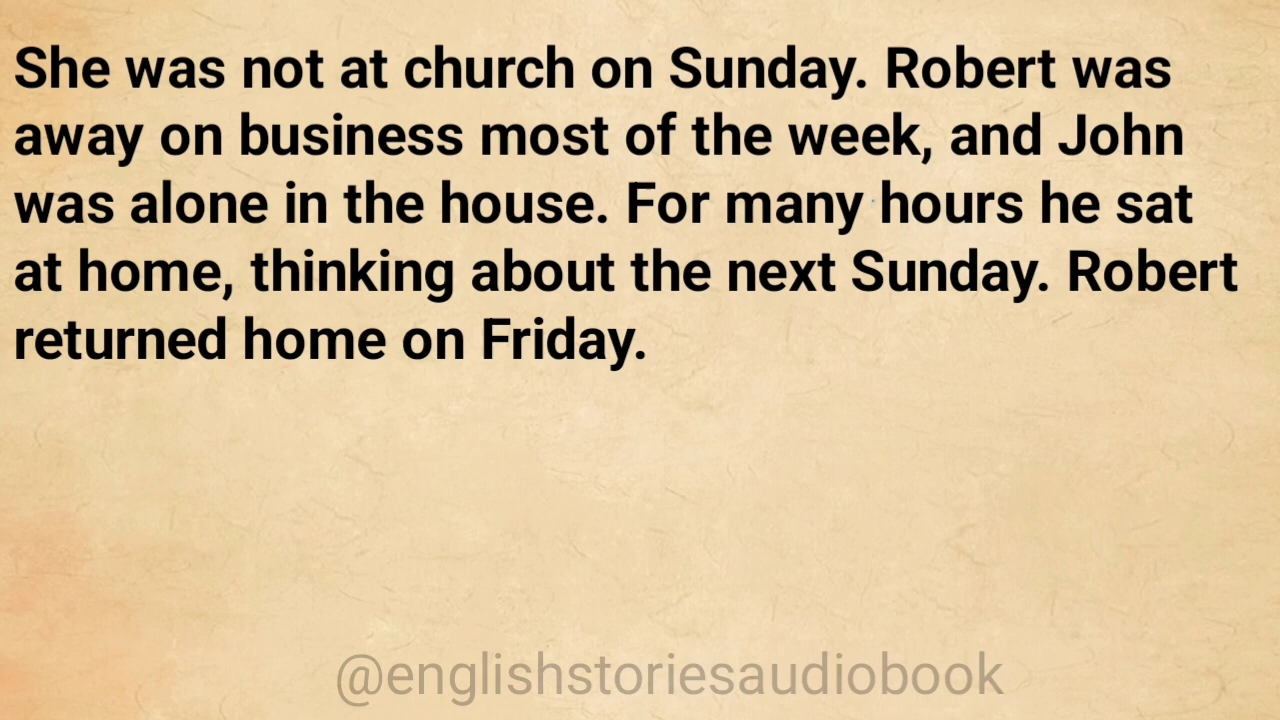 She was not at church on Sunday. Robert was
away on business most of the week, and John
was alone in the house. For many hours he sat
at home, thinking about the next Sunday. Robert
returned home on Friday.
@englishstoriesaudiobook